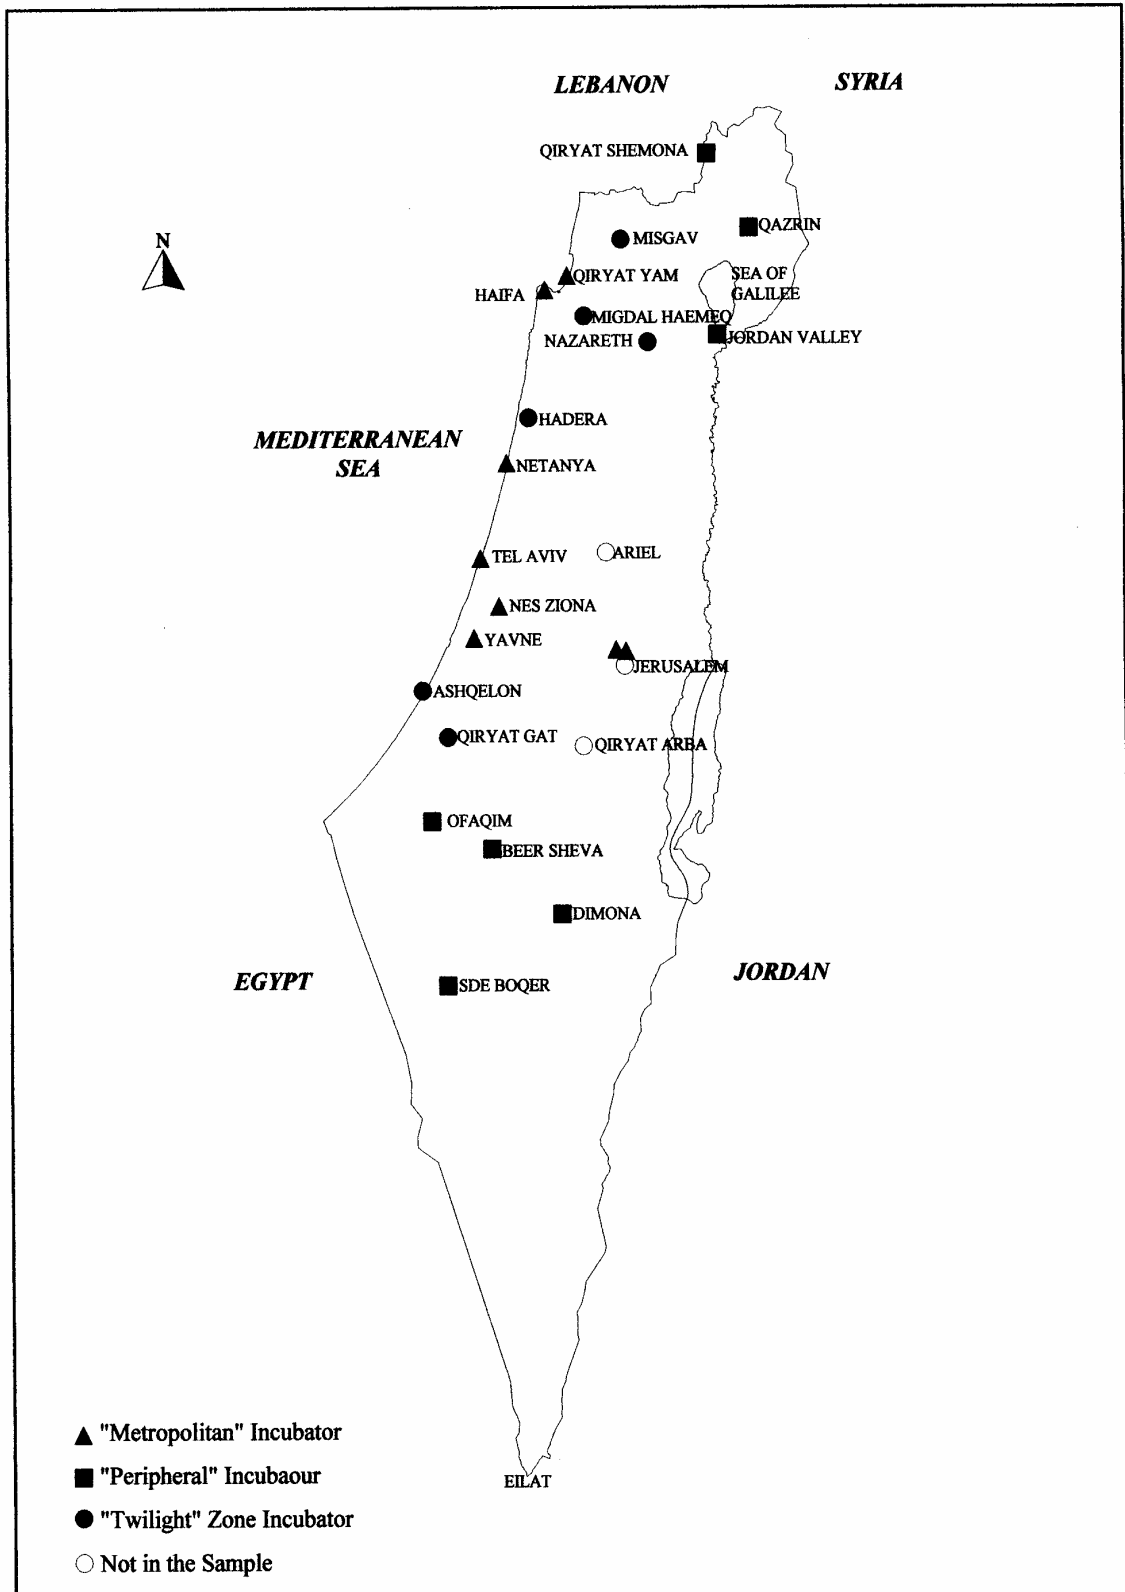 LEBANON
SYRIA
QIRYAT SHEMONA
QAZRIN
N
MISGAV
QIRYAT YAM
SEA OF
GALILEE
HAIFA
MIGDAL HAEMEQ
NAZARETH
JORDAN VALLEY
HADERA
MEDITERRANEAN
SEA
NETANYA
TEL AVIV
ARIEL
NES ZIONA
YAVNE
JERUSALEM
ASHQELON
QIRYAT GAT
QIRYAT ARBA
OFAQIM
BEER SHEVA
DIMONA
EGYPT
JORDAN
SDE BOQER
EILAT
"Metropolitan" Incubator
"Peripheral" Incubaour
"Twilight" Zone Incubator
Not in the Sample